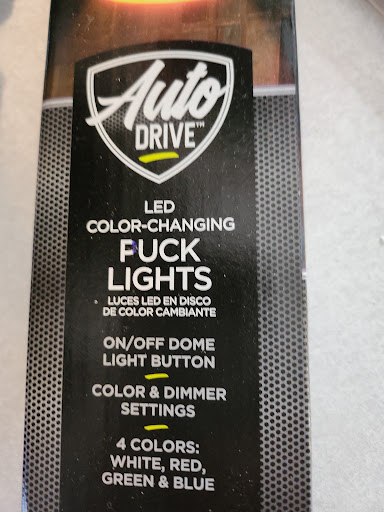 Auto
DRIVE™
LED
COLOR-CHANGING
PUCK
LIGHTS
LUCES LED EN DISCO
DE COLOR CAMBIANTE
ON/OFF DOME
LIGHT BUTTON
COLOR & DIMMER
SETTINGS
4 COLORS:
WHITE, RED,
GREEN & BLUE